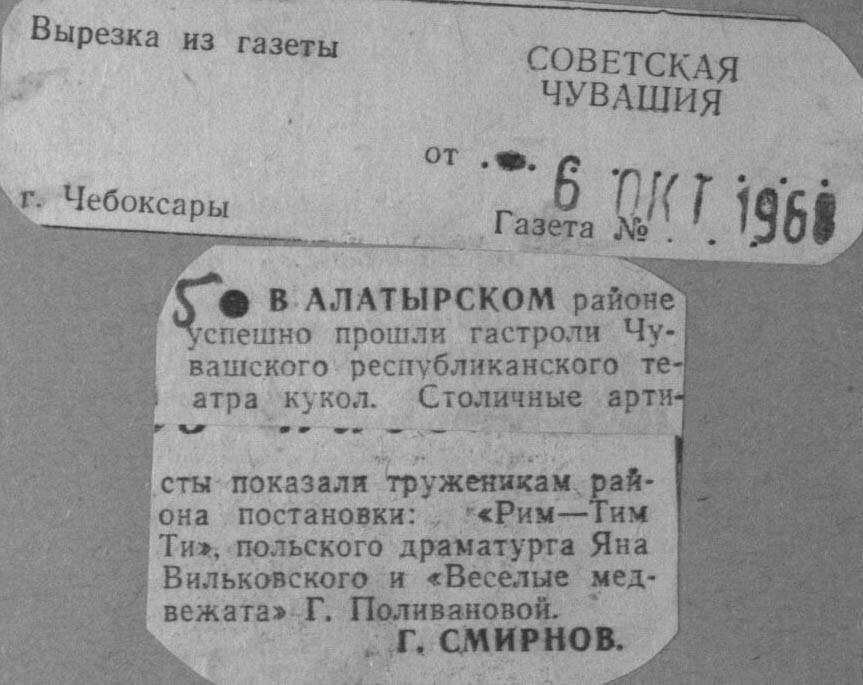 Вырезка из газеты
СОВЕТСКАЯ
ЧУВАШИЯ
от 6 ОКТ
г. Чебоксары
Газета №
5 ● В АЛАТЫРСКОМ районе
успешно прошли гастроли Чу-
вашского республиканского те-
атра кукол. Столичные арти-
сты показали труженикам рай-
она постановки: «Рим—Тим
Ти», польского драматурга Яна
Вильковского и «Веселые мед-
вежата» Г. Поливановой.
Г. СМИРНОВ.